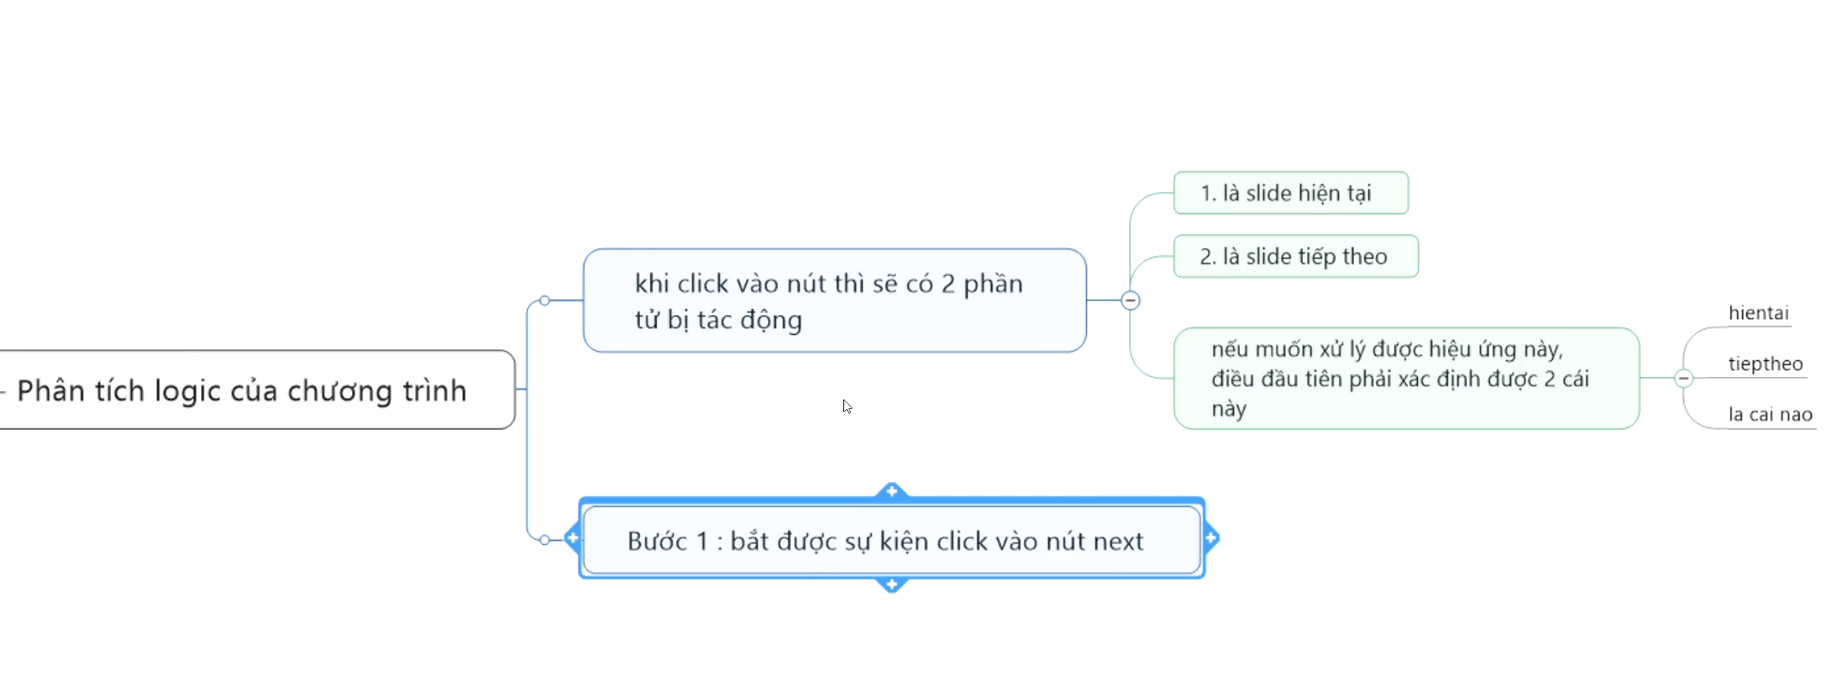 Phân tích logic của chương trình
khi click vào nút thì sẽ có 2 phần
tử bị tác động
1. là slide hiện tại
2. là slide tiếp theo
nếu muốn xử lý được hiệu ứng này,
điều đầu tiên phải xác định được 2 cái
này
hientai
tieptheo
la cai nao
Bước 1 : bắt được sự kiện click vào nút next